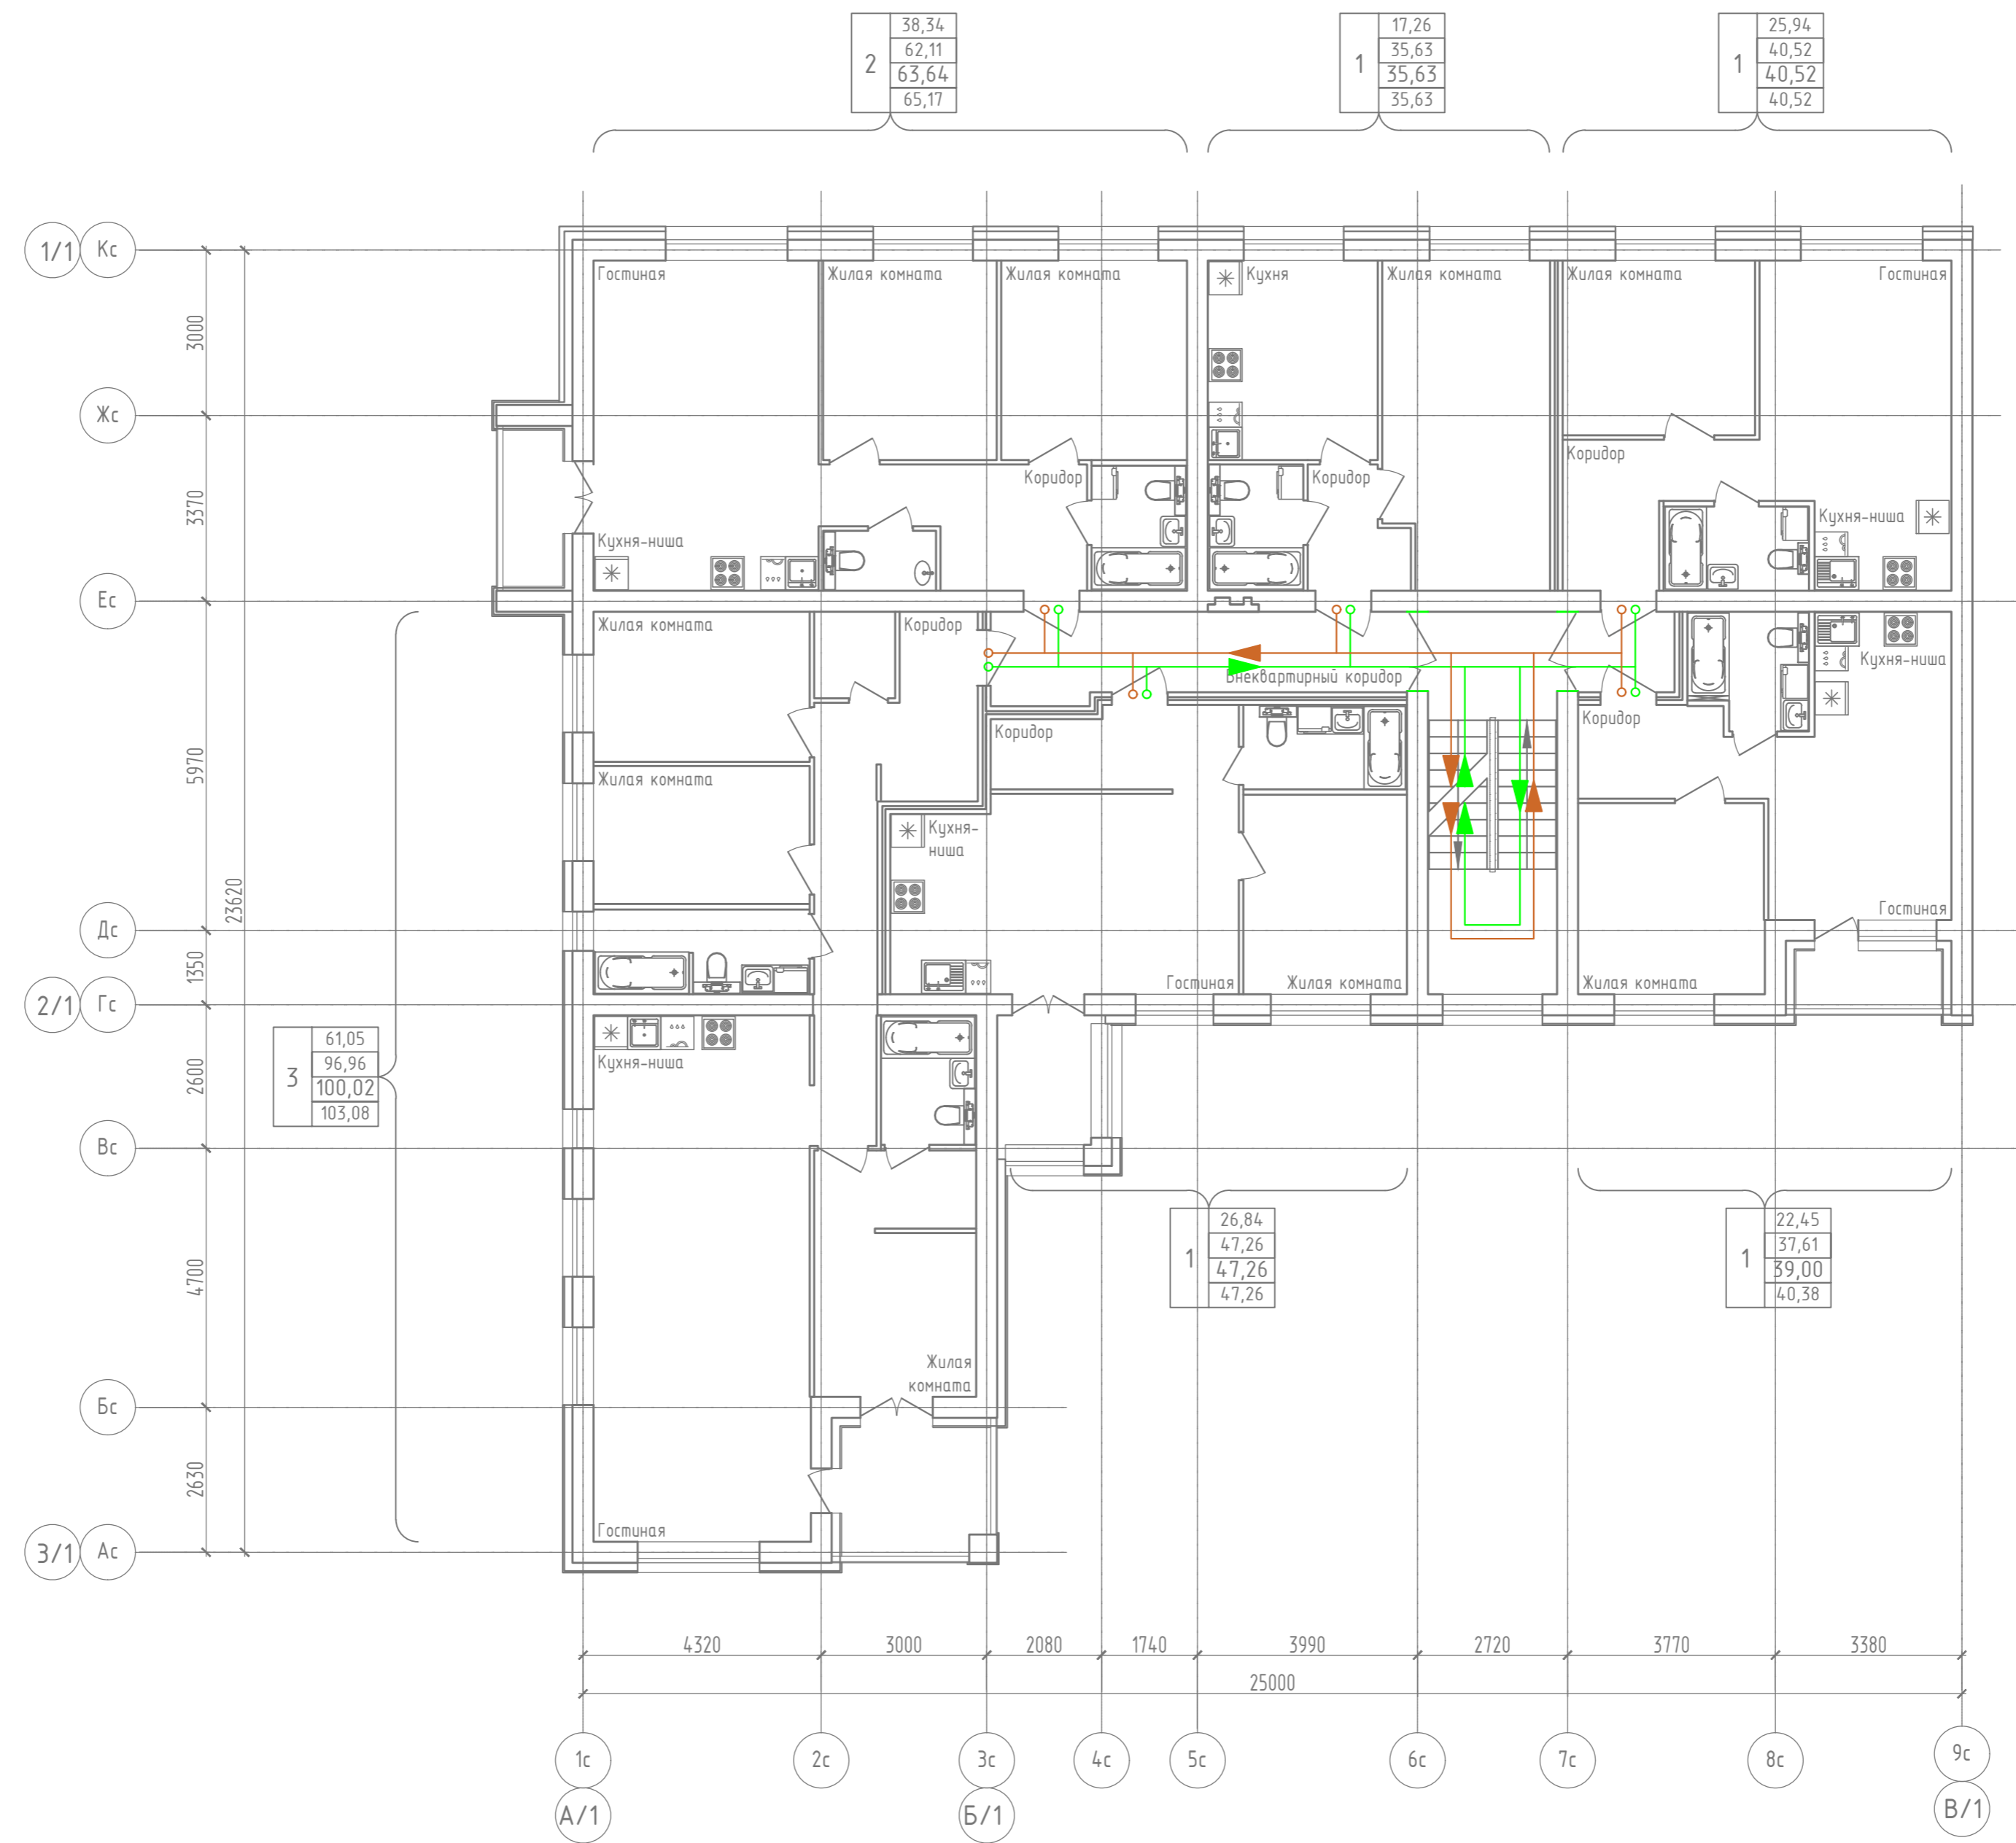 38,34
62,11
2
63,64
65,17
17,26
35,63
1
35,63
35,63
25,94
40,52
1
40,52
40,52
1/1
Кс
Гостиная
Жилая комната
Жилая комната
Кухня
Жилая комната
Жилая комната
Гостиная
3000
Жс
Коридор
Коридор
Коридор
3370
Кухня-ниша
Кухня-ниша
Ес
Жилая комната
Коридор
Кухня-ниша
Внеквартирный коридор
Коридор
Коридор
5970
Жилая комната
Кухня-
ниша
23620
Дс
Гостиная
1350
2/1
Гс
Гостиная
Жилая комната
Жилая комната
61,05
96,96
3
100,02
103,08
2600
Кухня-ниша
Вс
26,84
47,26
1
47,26
47,26
22,45
37,61
1
39,00
40,38
4700
Жилая
комната
Бс
2630
Гостиная
3/1
Ас
4320
3000
2080
1740
3990
2720
3770
3380
25000
1с
2с
3с
4с
5с
6с
7с
8с
9с
А/1
Б/1
В/1